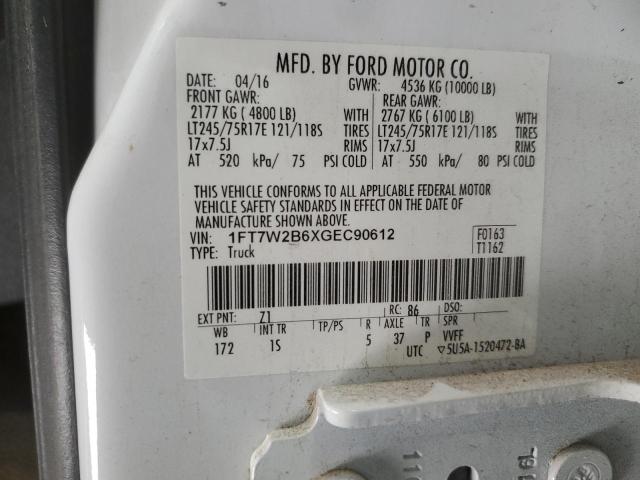 MFD. BY FORD MOTOR CO.
DATE: 04/16 GVWR: 4536 KG (10000 LB)
FRONT GAWR: REAR GAWR:
2177 KG ( 4800 LB) WITH 2767 KG ( 6100 LB) WITH
LT245/75R17E 121/118S TIRES LT245/75R17E 121/118S TIRES
17x7.5J RIMS 17x7.5J RIMS
AT 520 kPa/ 75 PSI COLD AT 550 kPa/ 80 PSI COLD
THIS VEHICLE CONFORMS TO ALL APPLICABLE FEDERAL MOTOR
VEHICLE SAFETY STANDARDS IN EFFECT ON THE DATE OF
MANUFACTURE SHOWN ABOVE.
VIN: 1FT7W2B6XGEC90612 F0163
TYPE: Truck T1162
EXT PNT: Z1 RC: 86 DSO:
WB INT TR TP/PS R AXLE TR SPR
172 1S 5 37 P VVFF
UTC ▽5U5A-1520472-BA